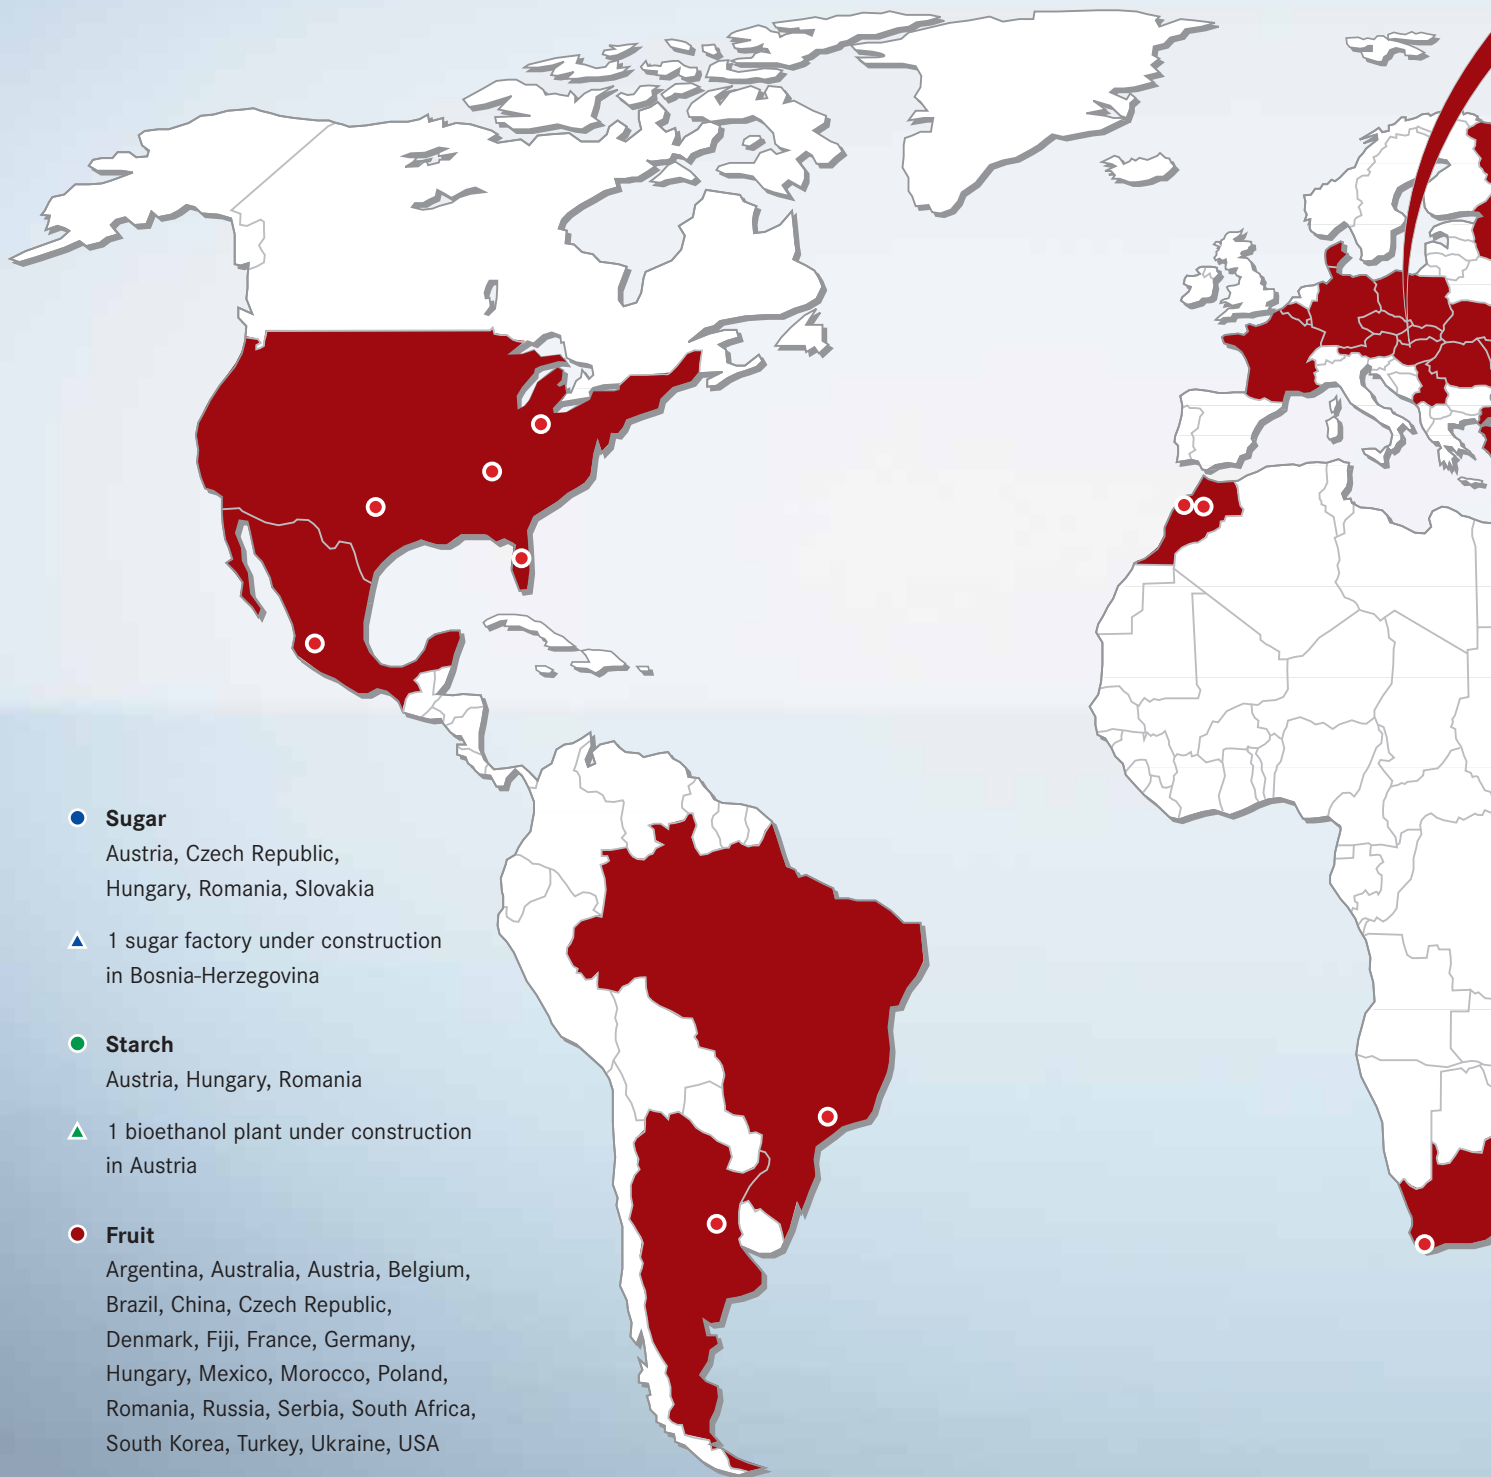 Sugar
Austria, Czech Republic,
Hungary, Romania, Slovakia
1 sugar factory under construction
in Bosnia-Herzegovina
Starch
Austria, Hungary, Romania
1 bioethanol plant under construction
in Austria
Fruit
Argentina, Australia, Austria, Belgium,
Brazil, China, Czech Republic,
Denmark, Fiji, France, Germany,
Hungary, Mexico, Morocco, Poland,
Romania, Russia, Serbia, South Africa,
South Korea, Turkey, Ukraine, USA